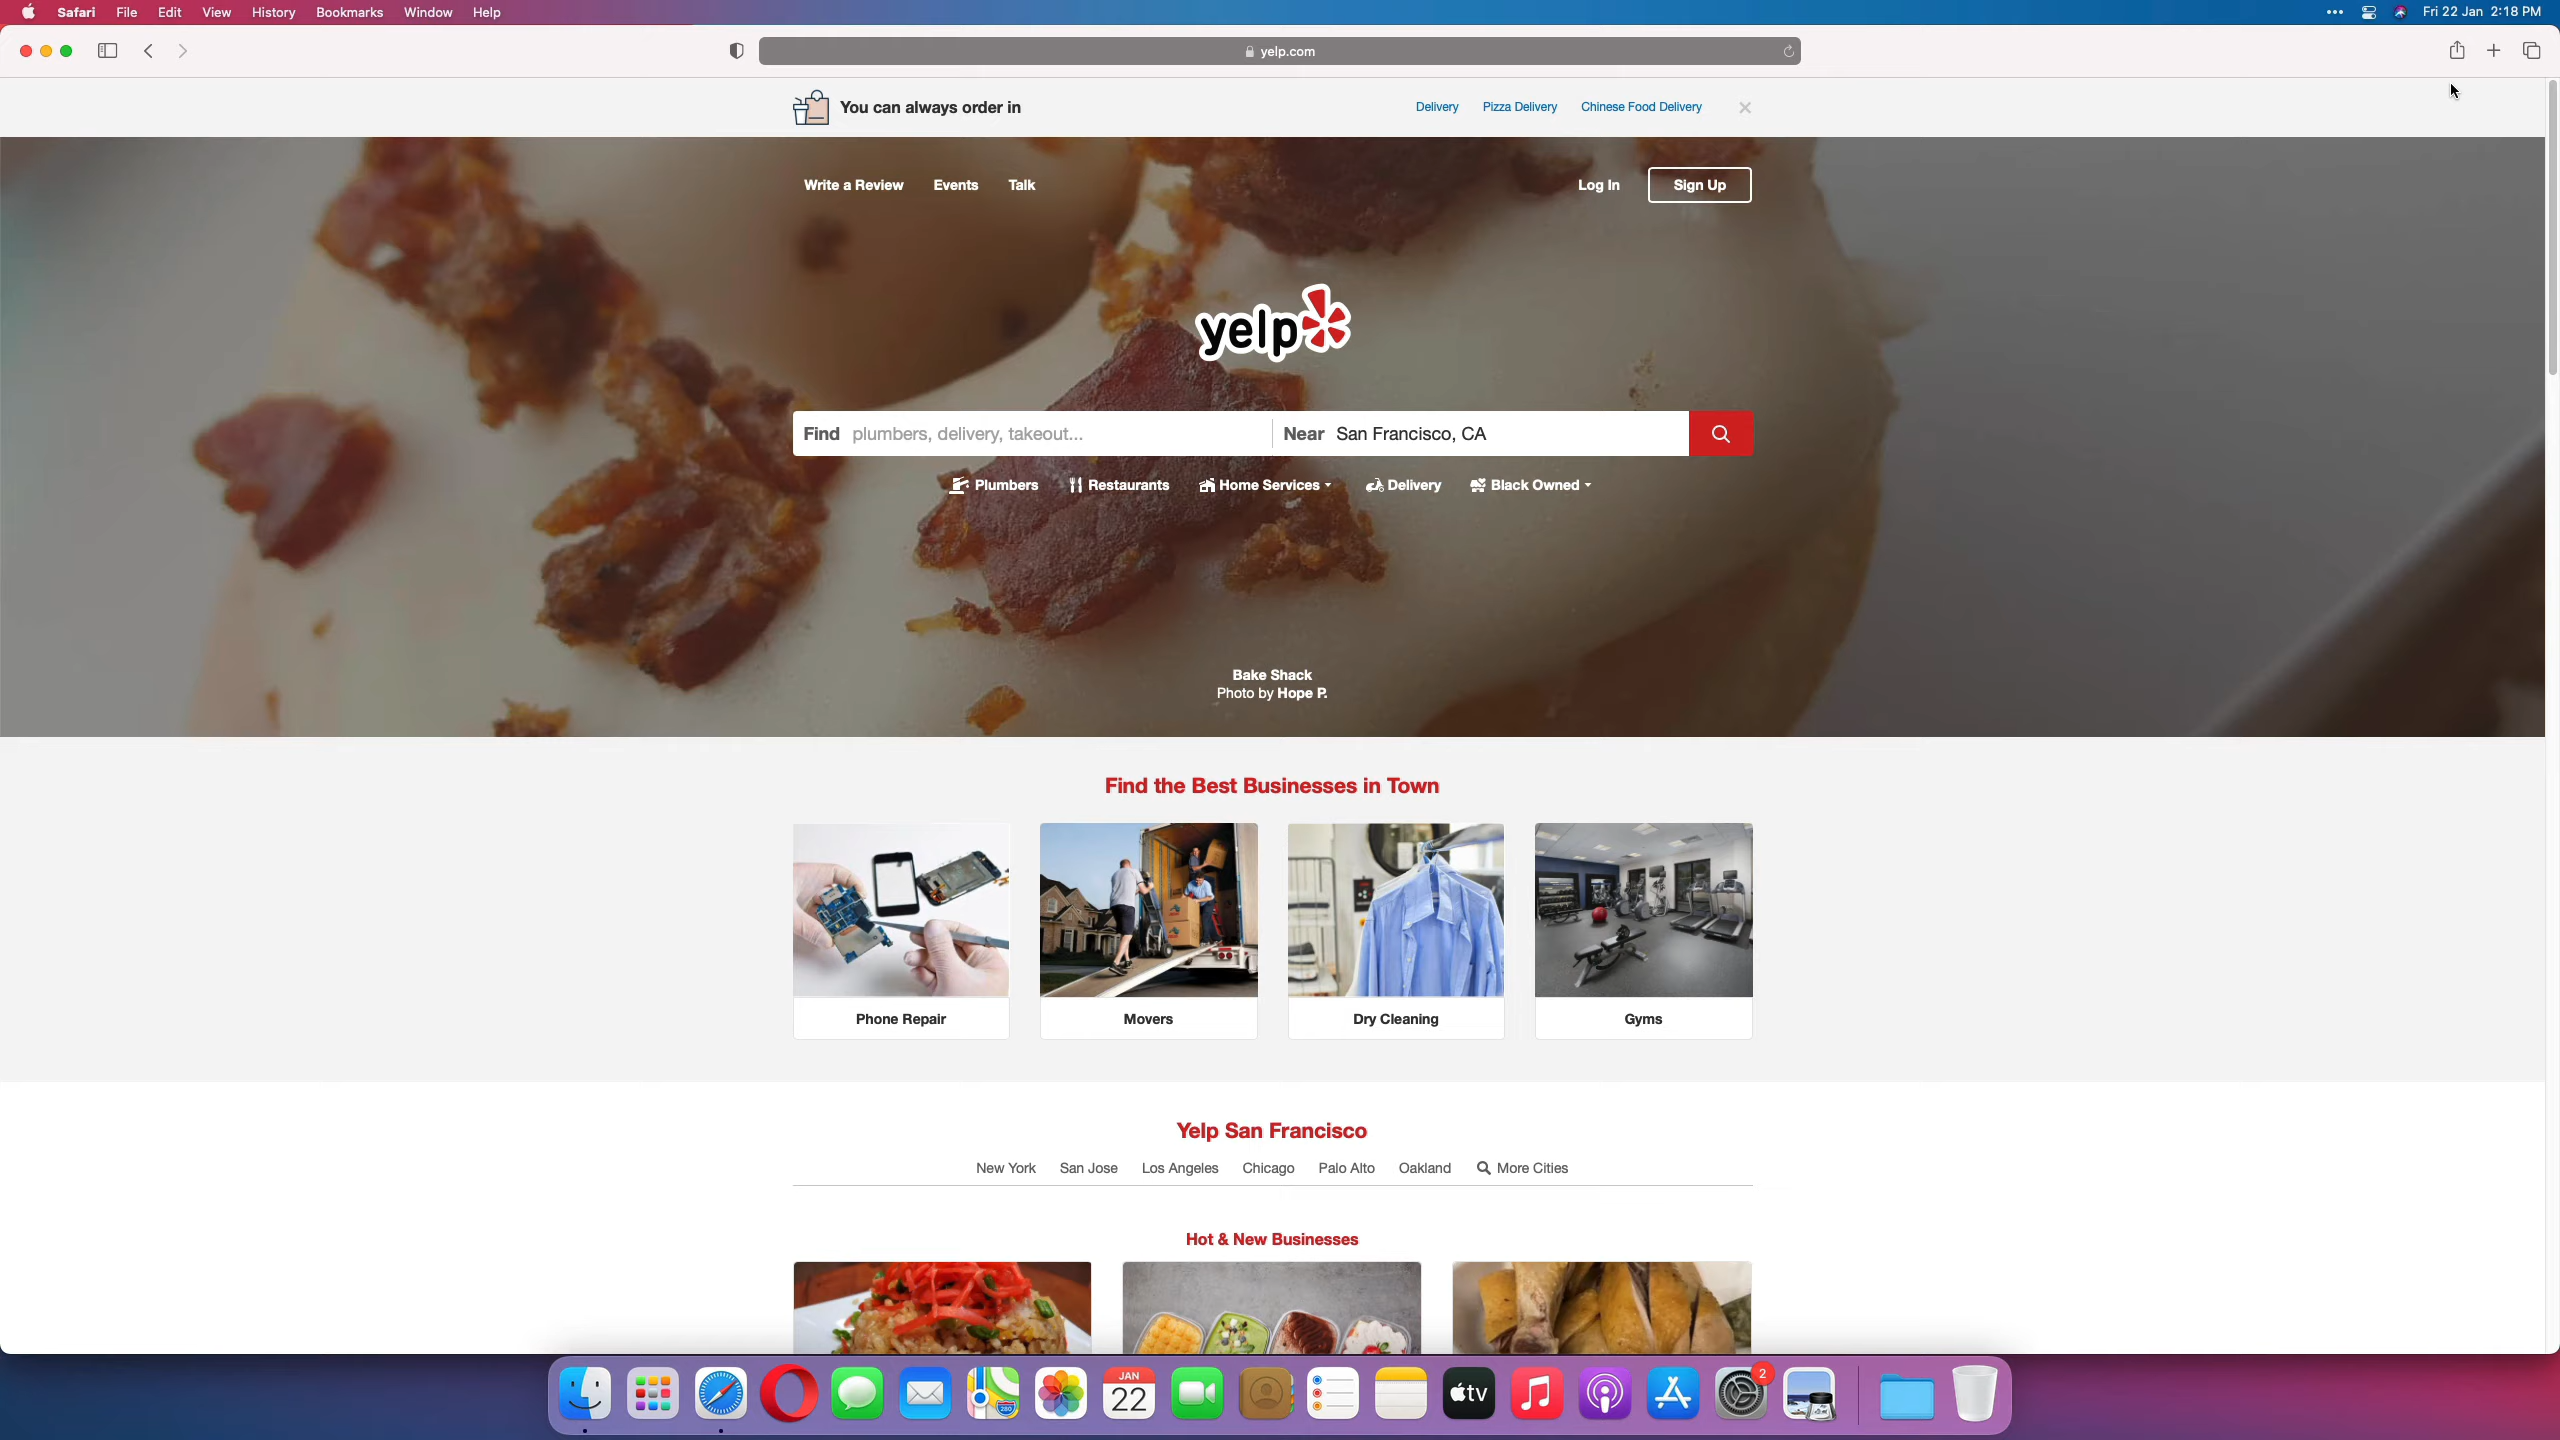 Safari File Edit View History Bookmarks Window Help
Fri 22 Jan 2:18 PM
yelp.com
You can always order in
Delivery Pizza Delivery Chinese Food Delivery
Write a Review Events Talk
Log In Sign Up
yelp
Find plumbers, delivery, takeout... Near San Francisco, CA
Plumbers Restaurants Home Services Delivery Black Owned
Bake Shack
Photo by Hope P.
Find the Best Businesses in Town
Phone Repair Movers Dry Cleaning Gyms
Yelp San Francisco
New York San Jose Los Angeles Chicago Palo Alto Oakland More Cities
Hot & New Businesses
JAN
22
280
tv
2